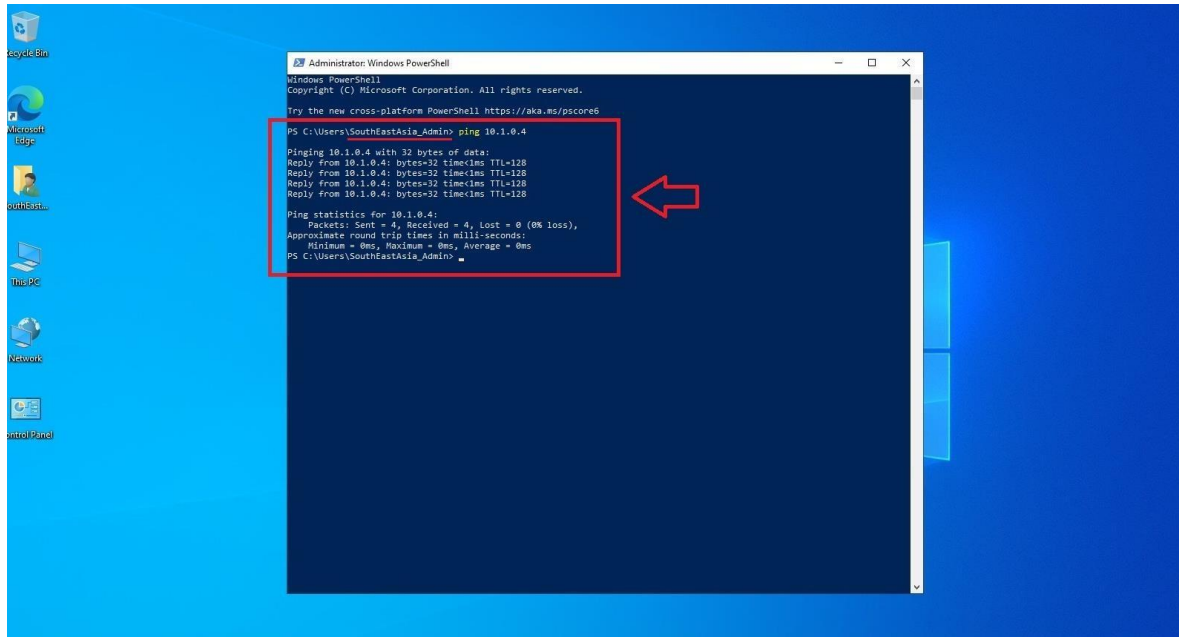 ecycle Bin
Microsoft
Edge
outhEast...
This PC
Network
ontrol Panel
Administrator: Windows PowerShell
Windows PowerShell
Copyright (C) Microsoft Corporation. All rights reserved.
Try the new cross-platform PowerShell https://aka.ms/pscore6
PS C:\Users\SouthEastAsia_Admin> ping 10.1.0.4
Pinging 10.1.0.4 with 32 bytes of data:
Reply from 10.1.0.4: bytes=32 time<1ms TTL=128
Reply from 10.1.0.4: bytes=32 time<1ms TTL=128
Reply from 10.1.0.4: bytes=32 time<1ms TTL=128
Reply from 10.1.0.4: bytes=32 time<1ms TTL=128
Ping statistics for 10.1.0.4:
Packets: Sent = 4, Received = 4, Lost = 0 (0% loss),
Approximate round trip times in milli-seconds:
Minimum = 0ms, Maximum = 0ms, Average = 0ms
PS C:\Users\SouthEastAsia_Admin>